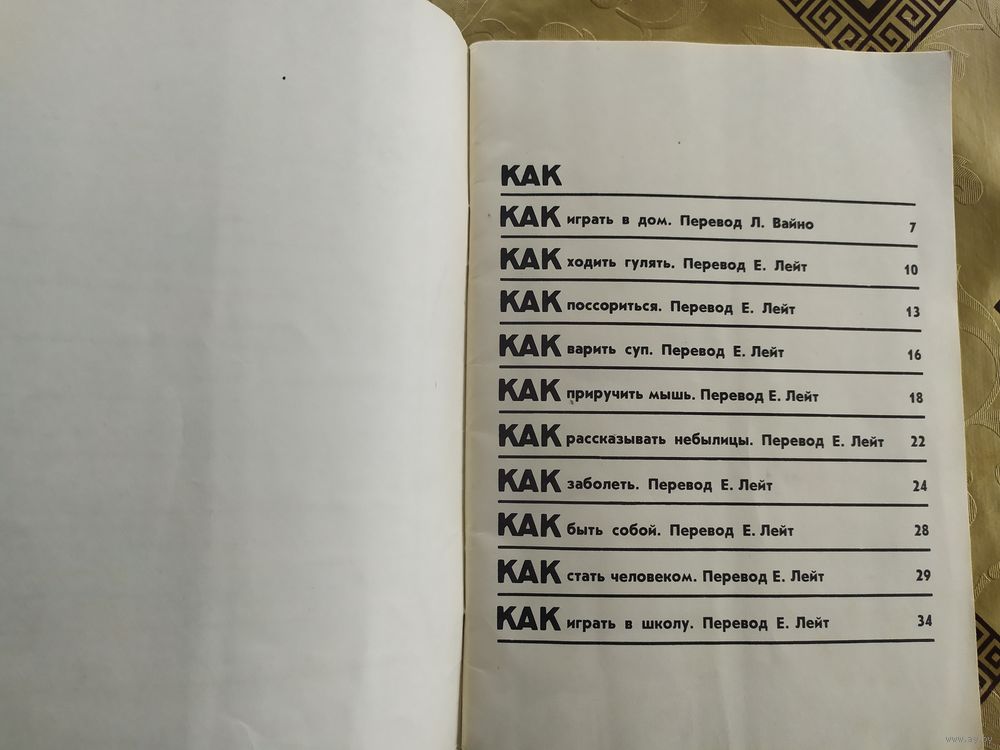 КАК
КАК играть в дом. Перевод Л. Вайно 7
КАК ходить гулять. Перевод Е. Лейт 10
КАК поссориться. Перевод Е. Лейт 13
КАК варить суп. Перевод Е. Лейт 16
КАК приручить мышь. Перевод Е. Лейт 18
КАК рассказывать небылицы. Перевод Е. Лейт 22
КАК заболеть. Перевод Е. Лейт 24
КАК быть собой. Перевод Е. Лейт 28
КАК стать человеком. Перевод Е. Лейт 29
КАК играть в школу. Перевод Е. Лейт 34
www.ay.by